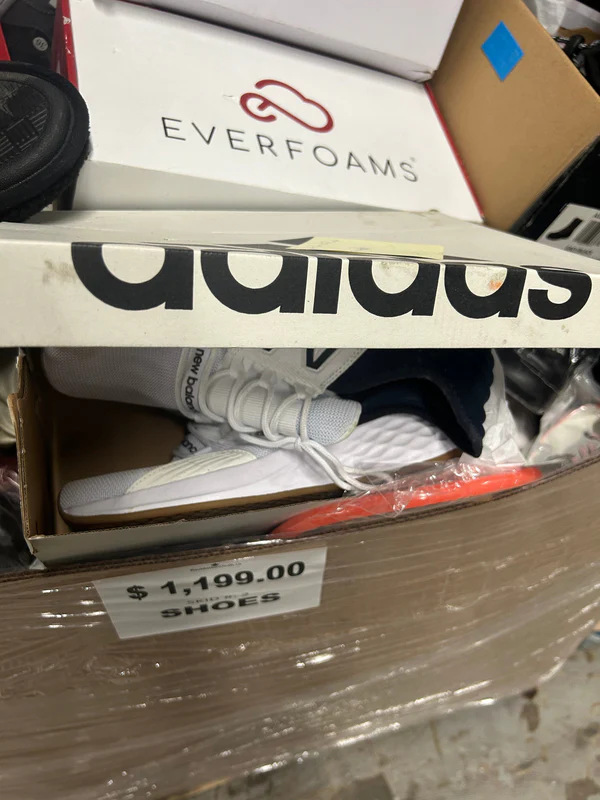 EVERFOAMS
adidas
new balance
$ 1,199.00
SHOES